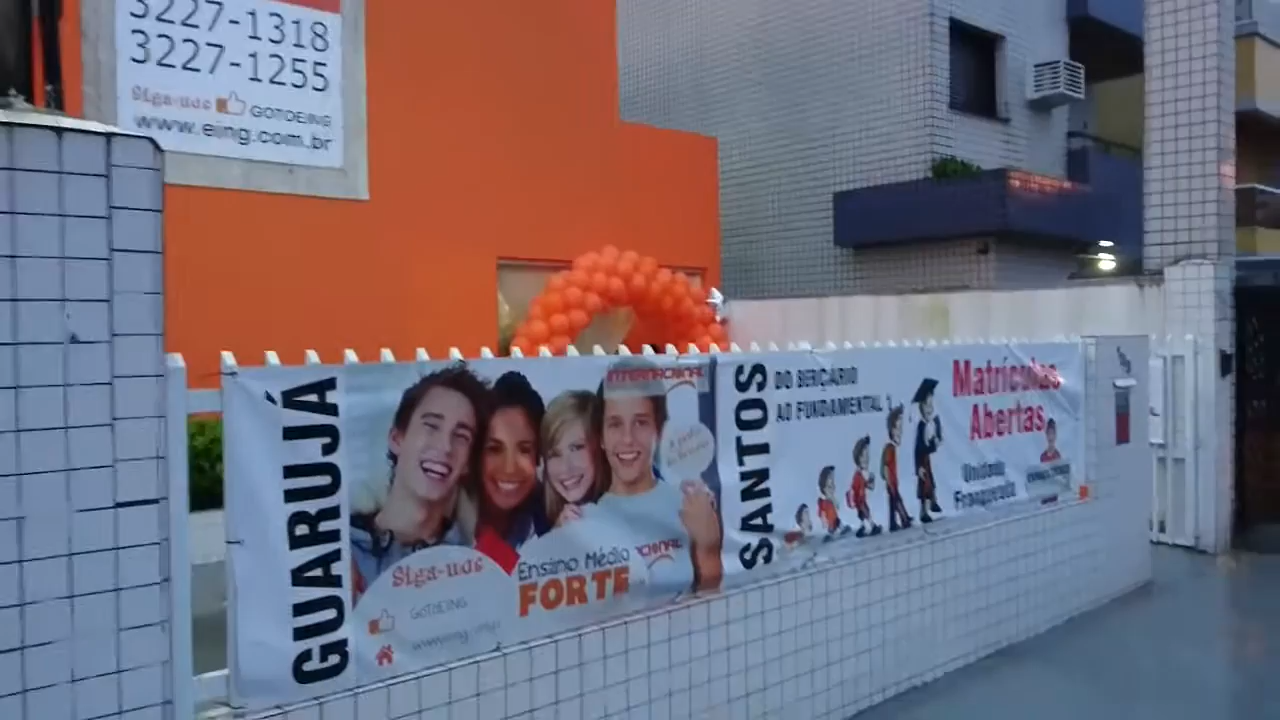 3227-1318
3227-1255
Siga-nos GOTOEING
www.eing.com.br
GUARUJÁ
INTERNACIONAL
Siga-nos
GOTOEING
Ensino Médio
FORTE
SANTOS
DO BERÇÁRIO
AO FUNDAMENTAL
Matrículas
Abertas
Unidade
Franqueada